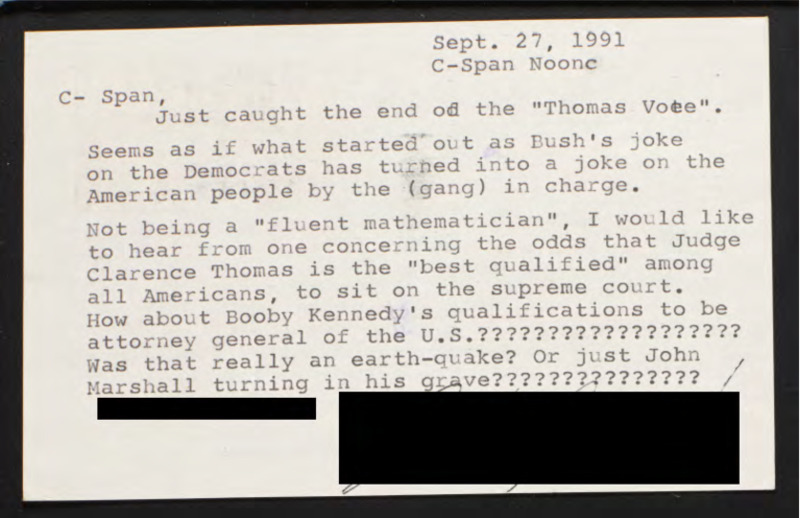 Sept. 27, 1991
C-Span Noonc
C- Span,
Just caught the end od the "Thomas Votee".
Seems as if what started out as Bush's joke
on the Democrats has turned into a joke on the
American people by the (gang) in charge.
Not being a "fluent mathematician", I would like
to hear from one concerning the odds that Judge
Clarence Thomas is the "best qualified" among
all Americans, to sit on the supreme court.
How about Booby Kennedy's qualifications to be
attorney general of the U.S.????????????????????
Was that really an earth-quake? Or just John
Marshall turning in his grave???????????????